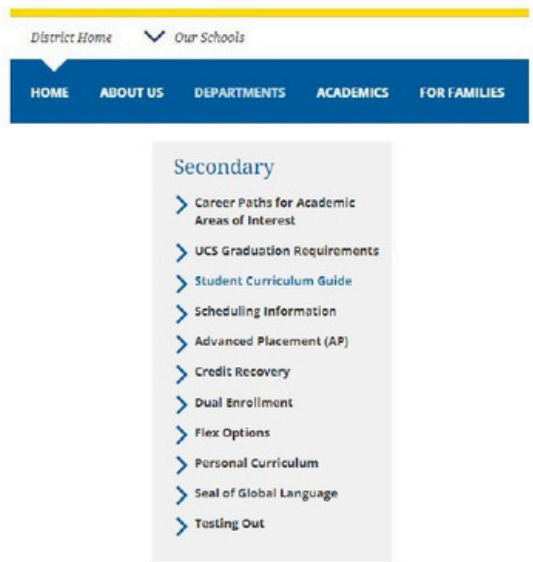 District Home Our Schools
HOME ABOUT US DEPARTMENTS ACADEMICS FOR FAMILIES
Secondary
Career Paths for Academic
Areas of Interest
UCS Graduation Requirements
Student Curriculum Guide
Scheduling Information
Advanced Placement (AP)
Credit Recovery
Dual Enrollment
Flex Options
Personal Curriculum
Seal of Global Language
Testing Out